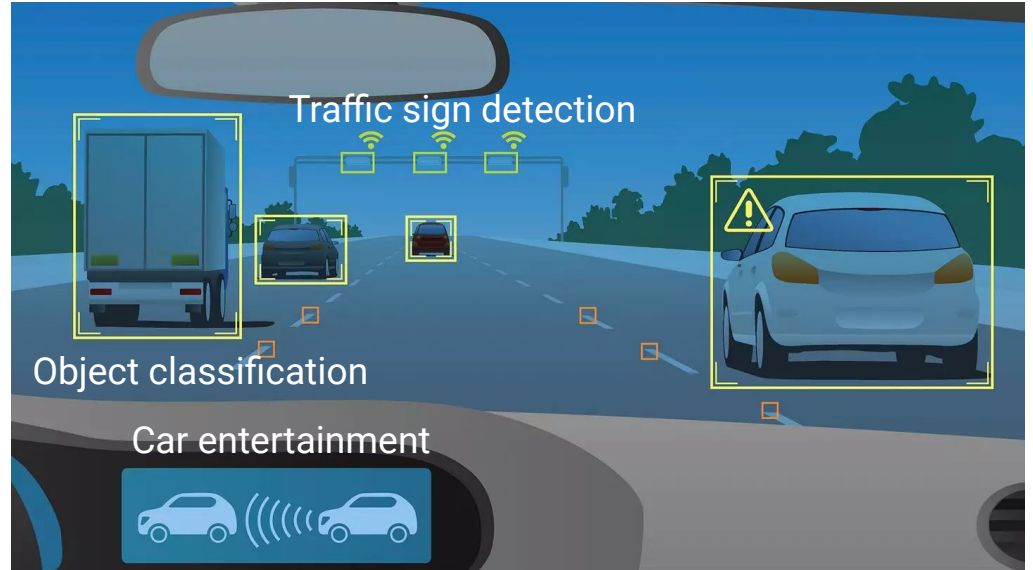 Traffic sign detection
Object classification
Car entertainment